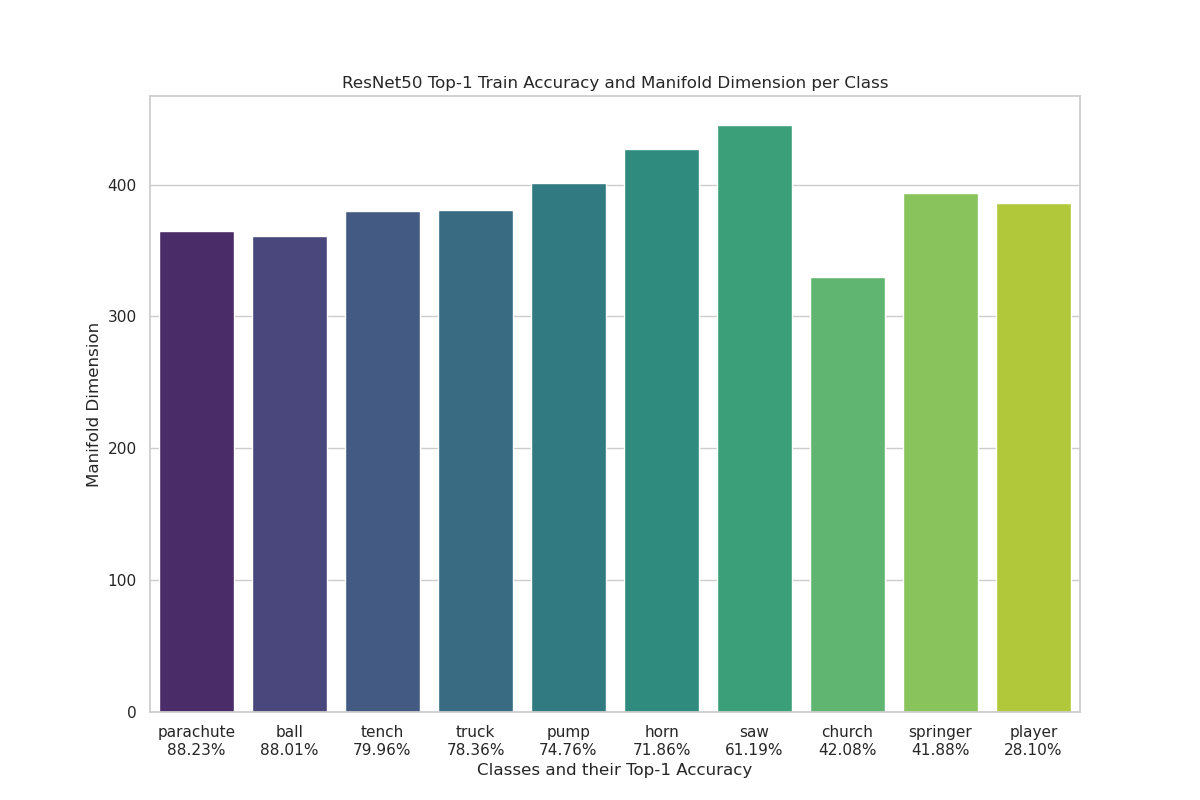 ResNet50 Top-1 Train Accuracy and Manifold Dimension per Class
Manifold Dimension
400
300
200
100
0
parachute ball tench truck pump horn saw church springer player
88.23% 88.01% 79.96% 78.36% 74.76% 71.86% 61.19% 42.08% 41.88% 28.10%
Classes and their Top-1 Accuracy